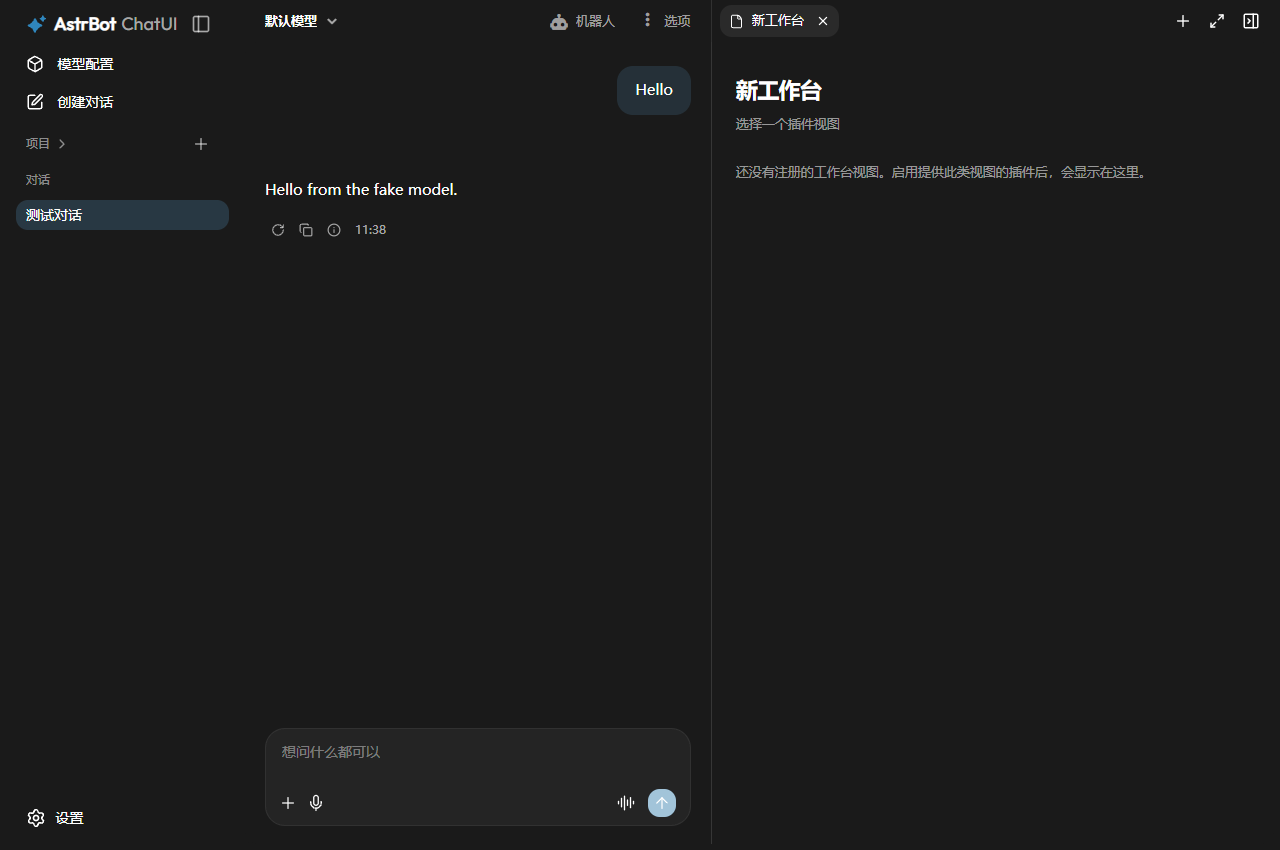 AstrBot ChatUI
模型配置
创建对话
项目
对话
测试对话
设置
默认模型
机器人
选项
Hello
Hello from the fake model.
11:38
想问什么都可以
新工作台
新工作台
选择一个插件视图
还没有注册的工作台视图。启用提供此类视图的插件后，会显示在这里。